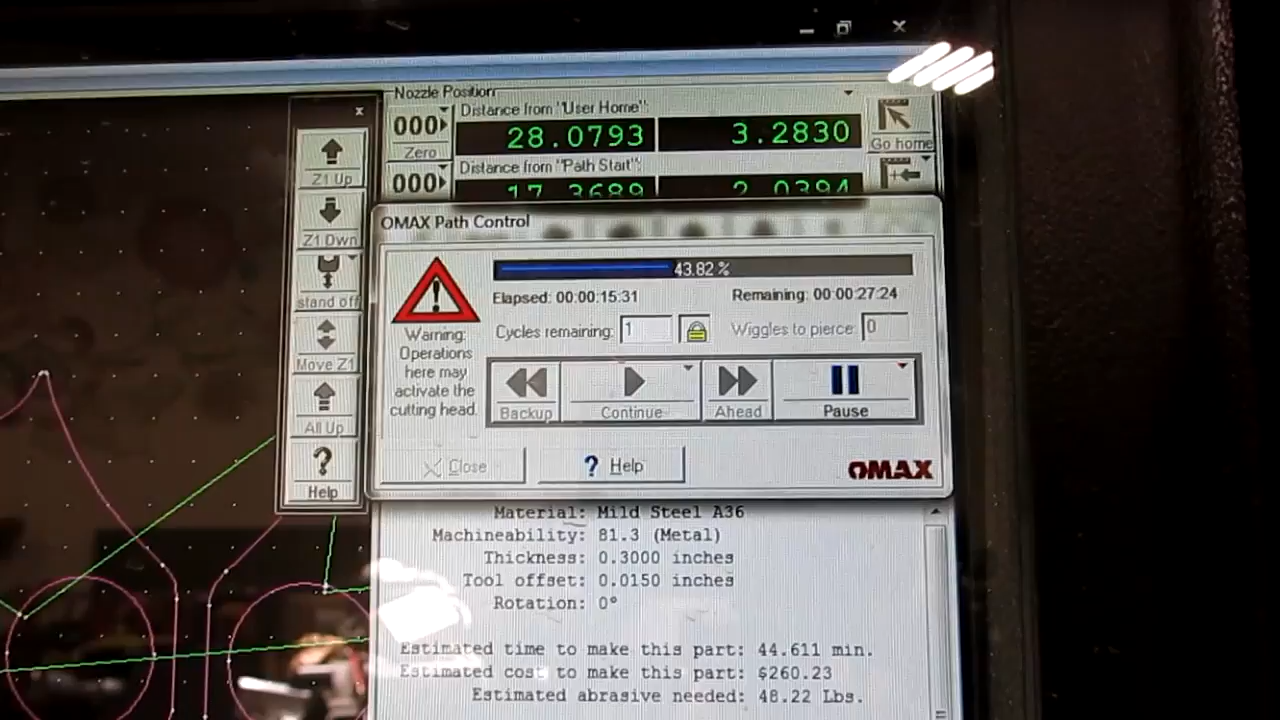 Nozzle Position
Distance from "User Home":
000
Zero
28.0793
3.2830
Go home
Distance from "Path Start":
000
17.3689
2.0394
Z1 Up
Z1 Dwn
stand off
Move Z1
All Up
Help
OMAX Path Control
43.82 %
Elapsed: 00:00:15:31
Remaining: 00:00:27:24
Warning:
Operations
here may
activate the
cutting head.
Cycles remaining: 1
Wiggles to pierce: 0
Backup
Continue
Ahead
Pause
Close
? Help
OMAX
Material: Mild Steel A36
Machineability: 81.3 (Metal)
Thickness: 0.3000 inches
Tool offset: 0.0150 inches
Rotation: 0°
Estimated time to make this part: 44.611 min.
Estimated cost to make this part: $260.23
Estimated abrasive needed: 48.22 Lbs.